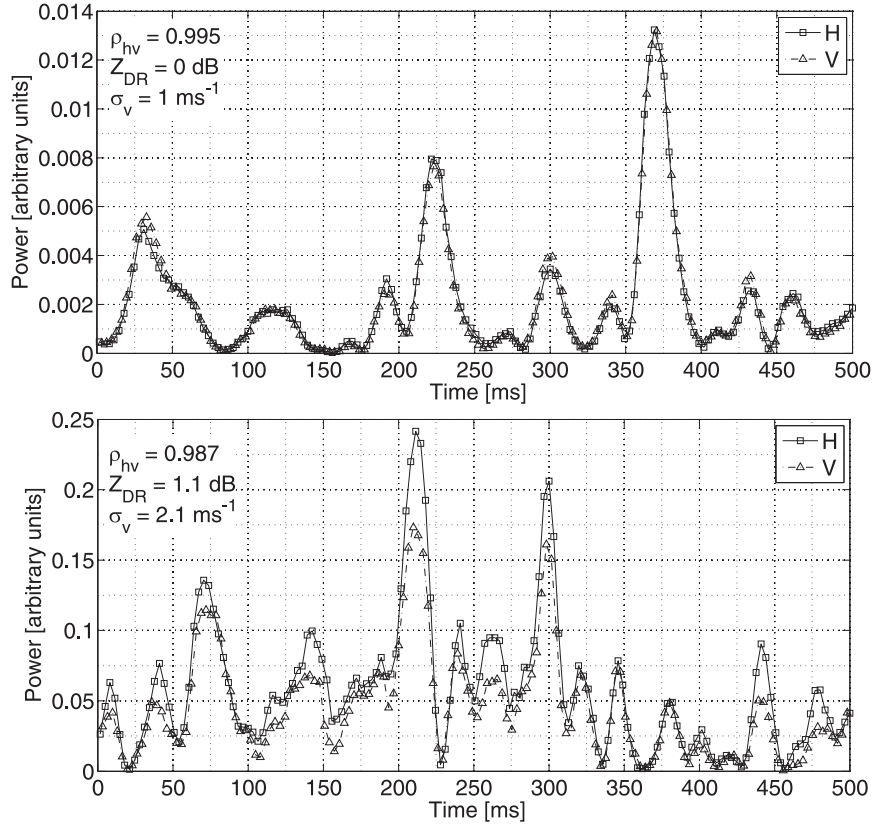 0.014
0.012
0.01
0.008
0.006
0.004
0.002
0
Power [arbitrary units]
ρhv = 0.995
ZDR = 0 dB
σv = 1 ms-1
H
V
0 50 100 150 200 250 300 350 400 450 500
Time [ms]
0.25
0.2
0.15
0.1
0.05
0
Power [arbitrary units]
ρhv = 0.987
ZDR = 1.1 dB
σv = 2.1 ms-1
H
V
0 50 100 150 200 250 300 350 400 450 500
Time [ms]